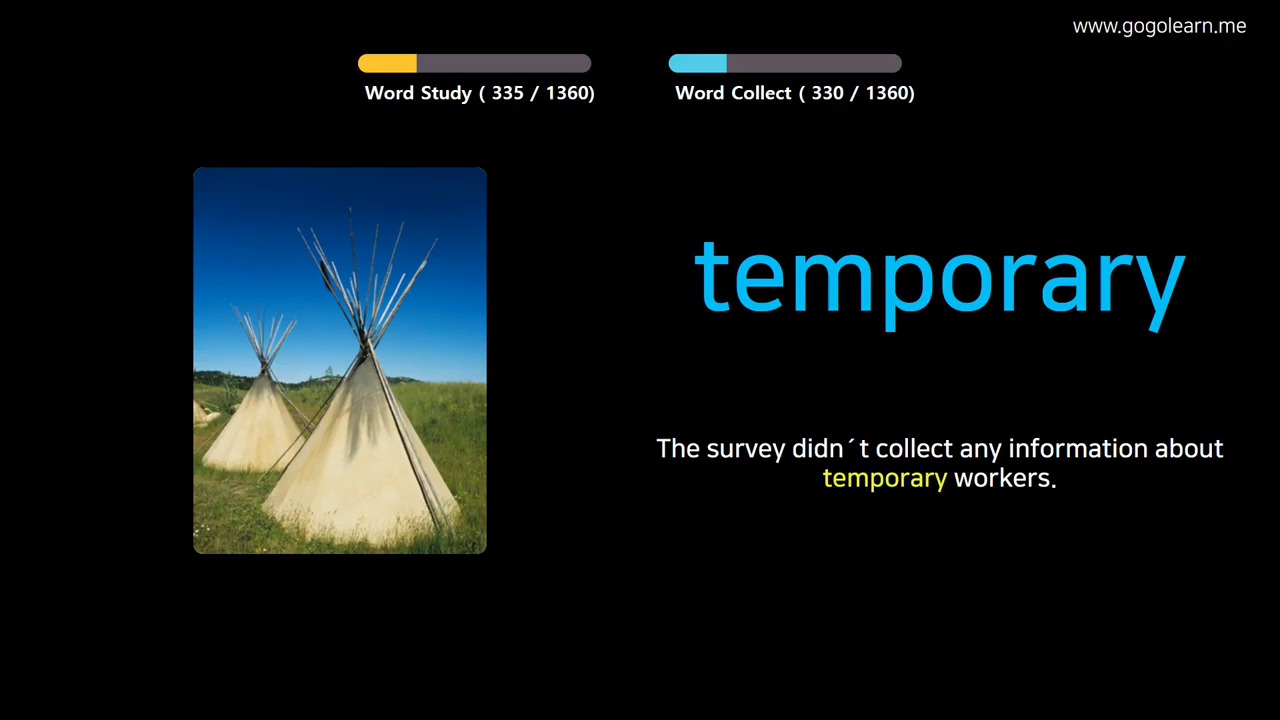 www.gogolearn.me
Word Study ( 335 / 1360)
Word Collect ( 330 / 1360)
temporary
The survey didn´t collect any information about
temporary workers.